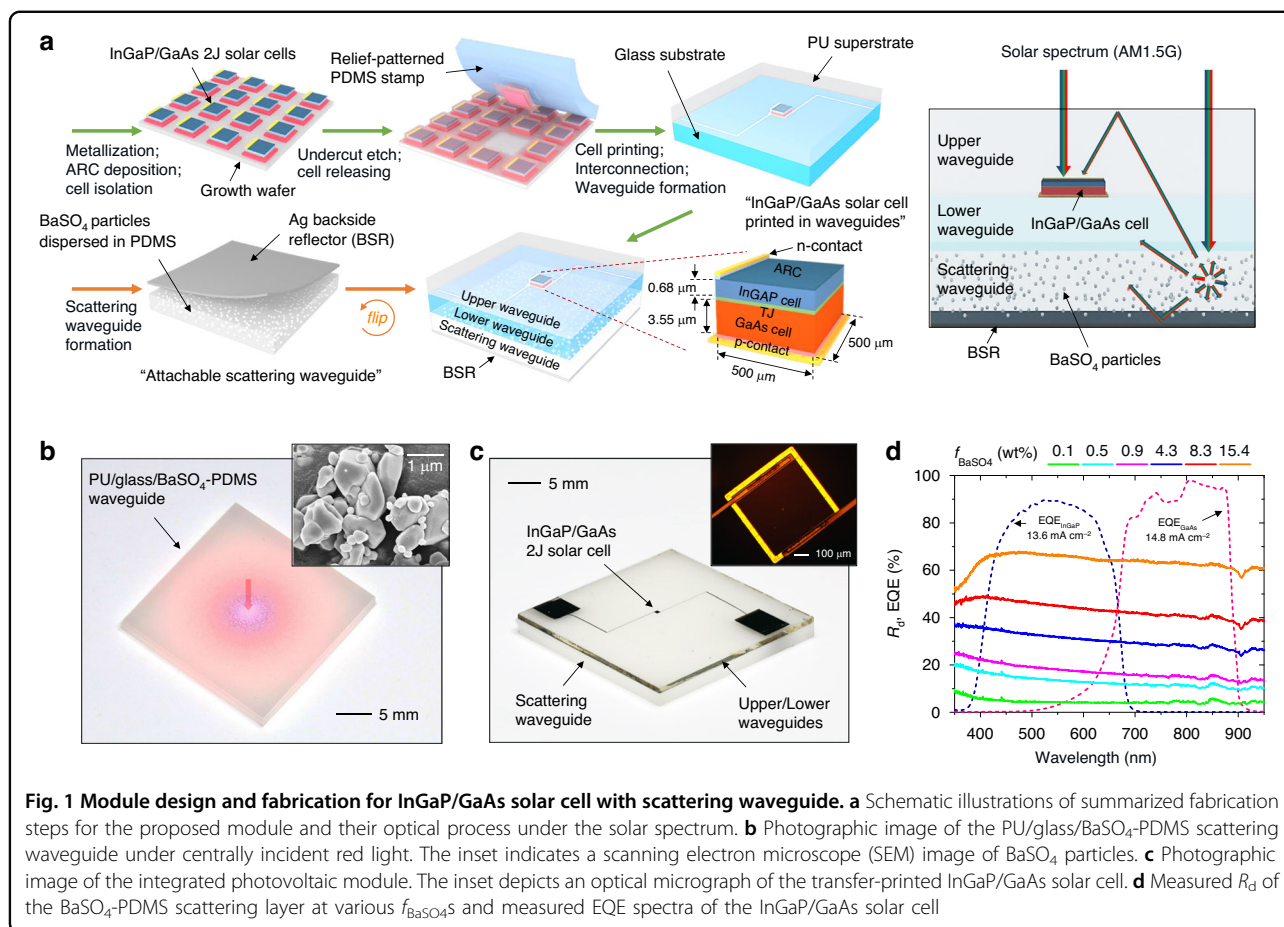 a
InGaP/GaAs 2J solar cells
Relief-patterned
PDMS stamp
Glass substrate
PU superstrate
Metallization;
ARC deposition;
cell isolation
Growth wafer
Undercut etch;
cell releasing
Cell printing;
Interconnection;
Waveguide formation
"InGaP/GaAs solar cell
printed in waveguides"
BaSO4 particles
dispersed in PDMS
Ag backside
reflector (BSR)
Scattering
waveguide
formation
flip
"Attachable scattering waveguide"
Upper waveguide
Lower waveguide
Scattering waveguide
BSR
n-contact
ARC
0.68 μm
InGAP cell
TJ
3.55 μm
GaAs cell
p-contact
500 μm
500 μm
Solar spectrum (AM1.5G)
Upper
waveguide
InGaP/GaAs cell
Lower
waveguide
Scattering
waveguide
BSR
BaSO4 particles
b
PU/glass/BaSO4-PDMS
waveguide
1 μm
5 mm
c
5 mm
InGaP/GaAs
2J solar cell
100 μm
Scattering
waveguide
Upper/Lower
waveguides
d
fBaSO4 (wt%) 0.1 0.5 0.9 4.3 8.3 15.4
100
80
60
40
20
0
Rd, EQE (%)
EQEInGaP
13.6 mA cm−2
EQEGaAs
14.8 mA cm−2
400 500 600 700 800 900
Wavelength (nm)
Fig. 1 Module design and fabrication for InGaP/GaAs solar cell with scattering waveguide. a Schematic illustrations of summarized fabrication
steps for the proposed module and their optical process under the solar spectrum. b Photographic image of the PU/glass/BaSO4-PDMS scattering
waveguide under centrally incident red light. The inset indicates a scanning electron microscope (SEM) image of BaSO4 particles. c Photographic
image of the integrated photovoltaic module. The inset depicts an optical micrograph of the transfer-printed InGaP/GaAs solar cell. d Measured Rd of
the BaSO4-PDMS scattering layer at various fBaSO4s and measured EQE spectra of the InGaP/GaAs solar cell